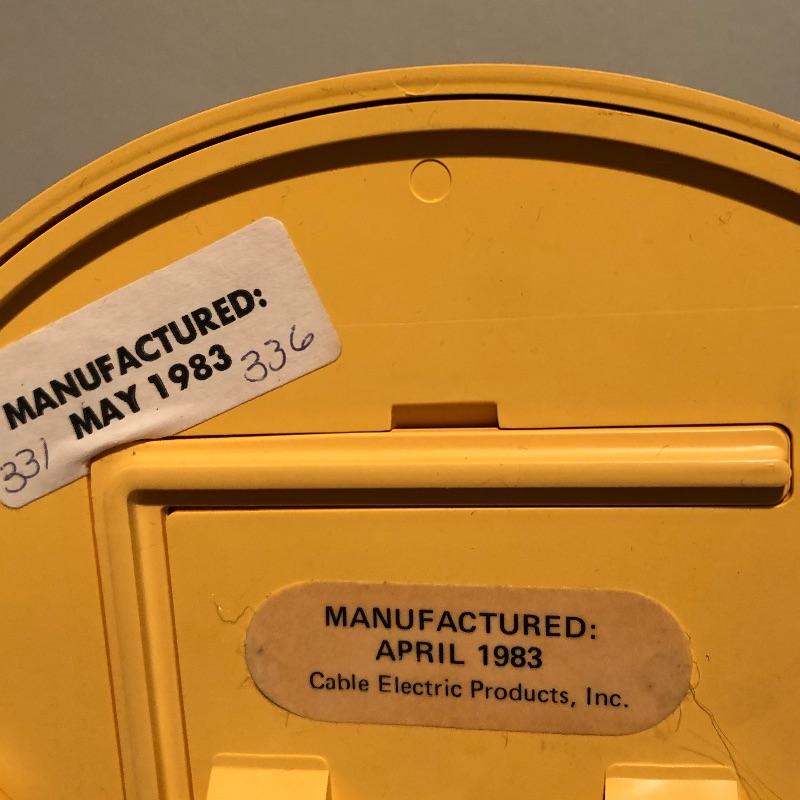 MANUFACTURED:
MAY 1983 336
331
MANUFACTURED:
APRIL 1983
Cable Electric Products, Inc.